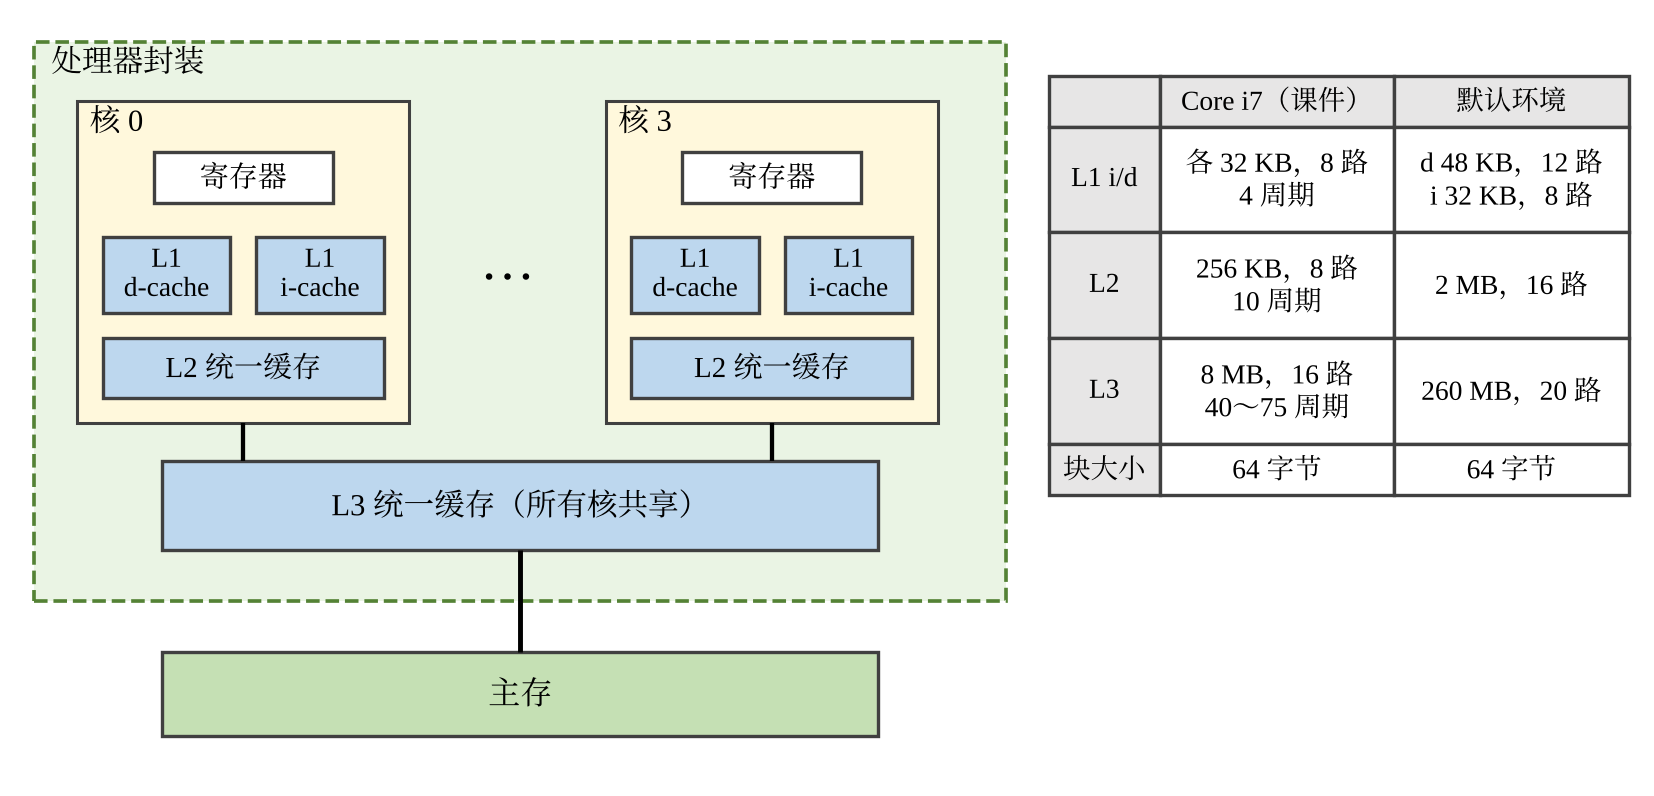 处理器封装
核 0
寄存器
L1
d-cache
L1
i-cache
L2 统一缓存
...
核 3
寄存器
L1
d-cache
L1
i-cache
L2 统一缓存
L3 统一缓存（所有核共享）
主存
Core i7（课件） 默认环境
L1 i/d
各 32 KB，8 路
4 周期
d 48 KB，12 路
i 32 KB，8 路
L2
256 KB，8 路
10 周期
2 MB，16 路
L3
8 MB，16 路
40～75 周期
260 MB，20 路
块大小 64 字节 64 字节